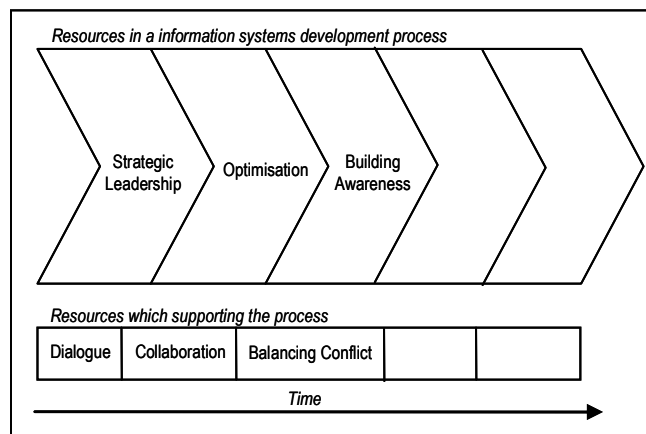 Resources in a information systems development process
Strategic
Leadership
Optimisation
Building
Awareness
Resources which supporting the process
Dialogue
Collaboration
Balancing Conflict
Time